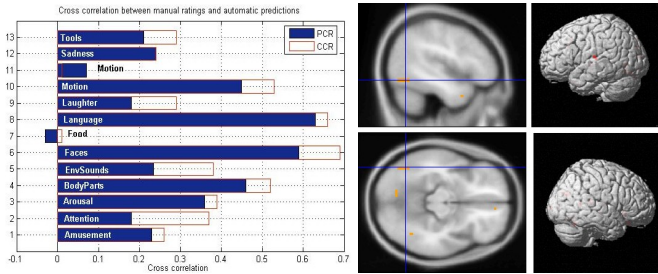 Cross correlation between manual ratings and automatic predictions
PCR
CCR
13 Tools
12 Sadness
11 Motion
10 Motion
9 Laughter
8 Language
7 Food
6 Faces
5 EnvSounds
4 BodyParts
3 Arousal
2 Attention
1 Amusement
-0.1 0 0.1 0.2 0.3 0.4 0.5 0.6 0.7
Cross correlation